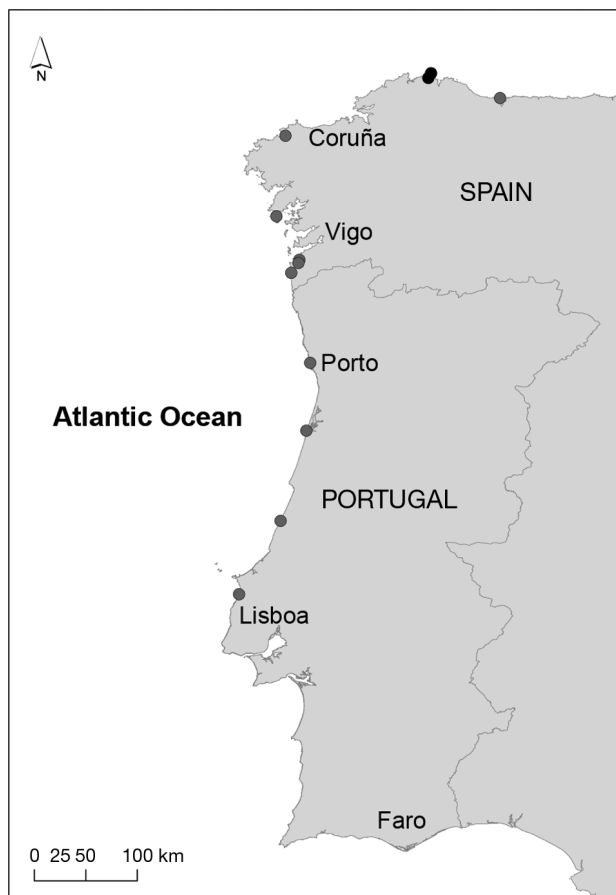 N
Coruña
SPAIN
Vigo
Porto
Atlantic Ocean
PORTUGAL
Lisboa
Faro
0 25 50 100 km